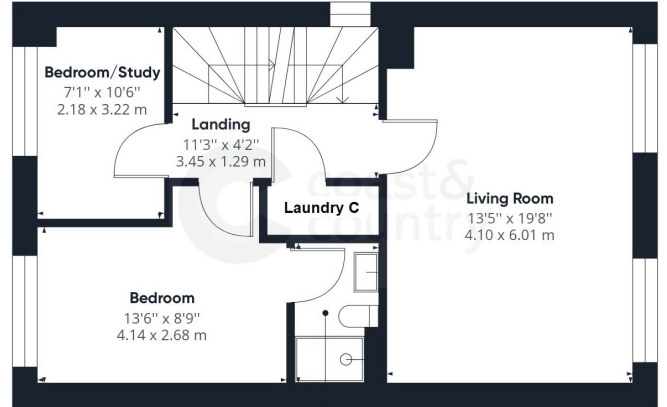 Bedroom/Study
7'1" x 10'6"
2.18 x 3.22 m
Landing
11'3" x 4'2"
3.45 x 1.29 m
coast &
country
Laundry C
Living Room
13'5" x 19'8"
4.10 x 6.01 m
Bedroom
13'6" x 8'9"
4.14 x 2.68 m